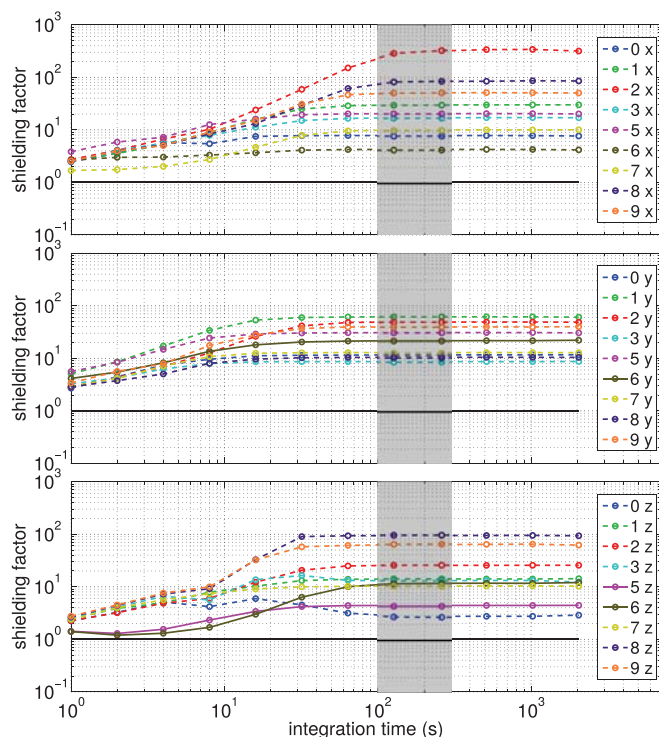 10^3
10^2
10^1
10^0
10^-1
shielding factor
0 x
1 x
2 x
3 x
5 x
6 x
7 x
8 x
9 x
10^3
10^2
10^1
10^0
10^-1
shielding factor
0 y
1 y
2 y
3 y
5 y
6 y
7 y
8 y
9 y
10^3
10^2
10^1
10^0
10^-1
shielding factor
0 z
1 z
2 z
3 z
5 z
6 z
7 z
8 z
9 z
10^0 10^1 10^2 10^3
integration time (s)